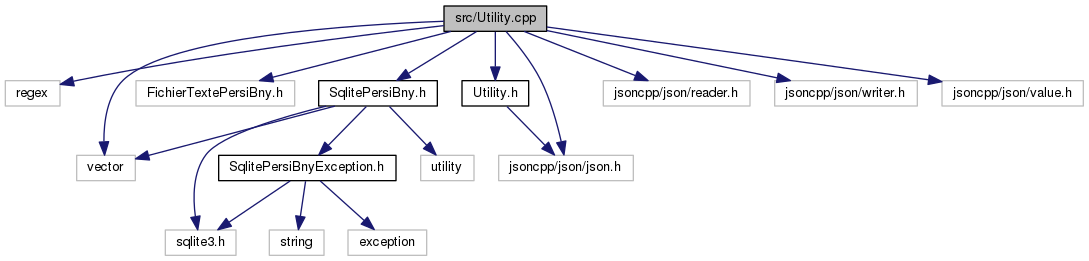 src/Utility.cpp
regex
FichierTextePersiBny.h
SqlitePersiBny.h
Utility.h
jsoncpp/json/reader.h
jsoncpp/json/writer.h
jsoncpp/json/value.h
vector
SqlitePersiBnyException.h
utility
jsoncpp/json/json.h
sqlite3.h
string
exception